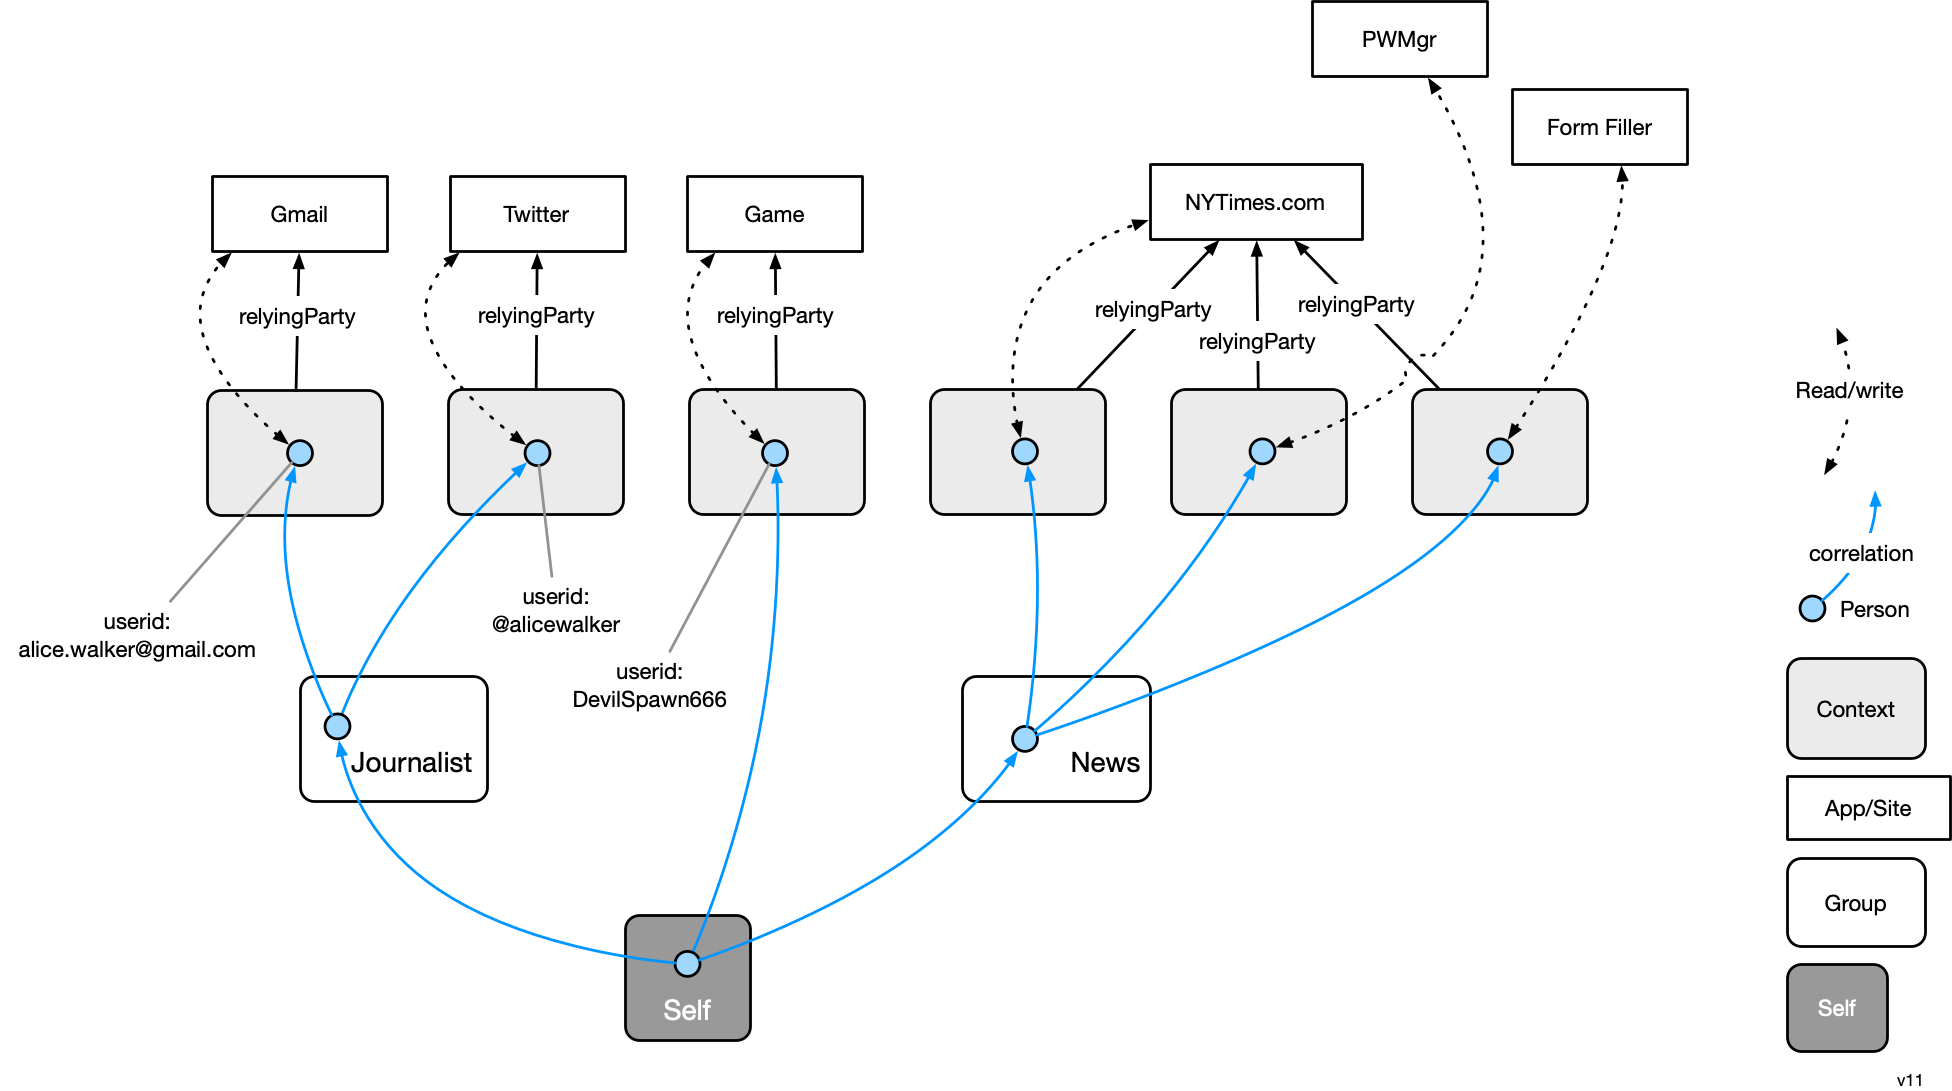 PWMgr
Form Filler
Gmail
Twitter
Game
NYTimes.com
relyingParty
relyingParty
relyingParty
relyingParty
relyingParty
relyingParty
userid:
alice.walker@gmail.com
userid:
@alicewalker
userid:
DevilSpawn666
Journalist
News
Self
Read/write
correlation
Person
Context
App/Site
Group
Self
v11